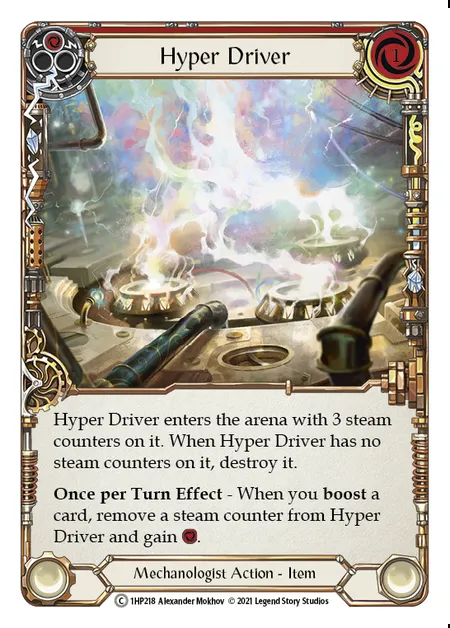 Hyper Driver
1
Hyper Driver enters the arena with 3 steam
counters on it. When Hyper Driver has no
steam counters on it, destroy it.
Once per Turn Effect - When you boost a
card, remove a steam counter from Hyper
Driver and gain .
Mechanologist Action - Item
C 1HP218 Alexander Mokhov © 2021 Legend Story Studios